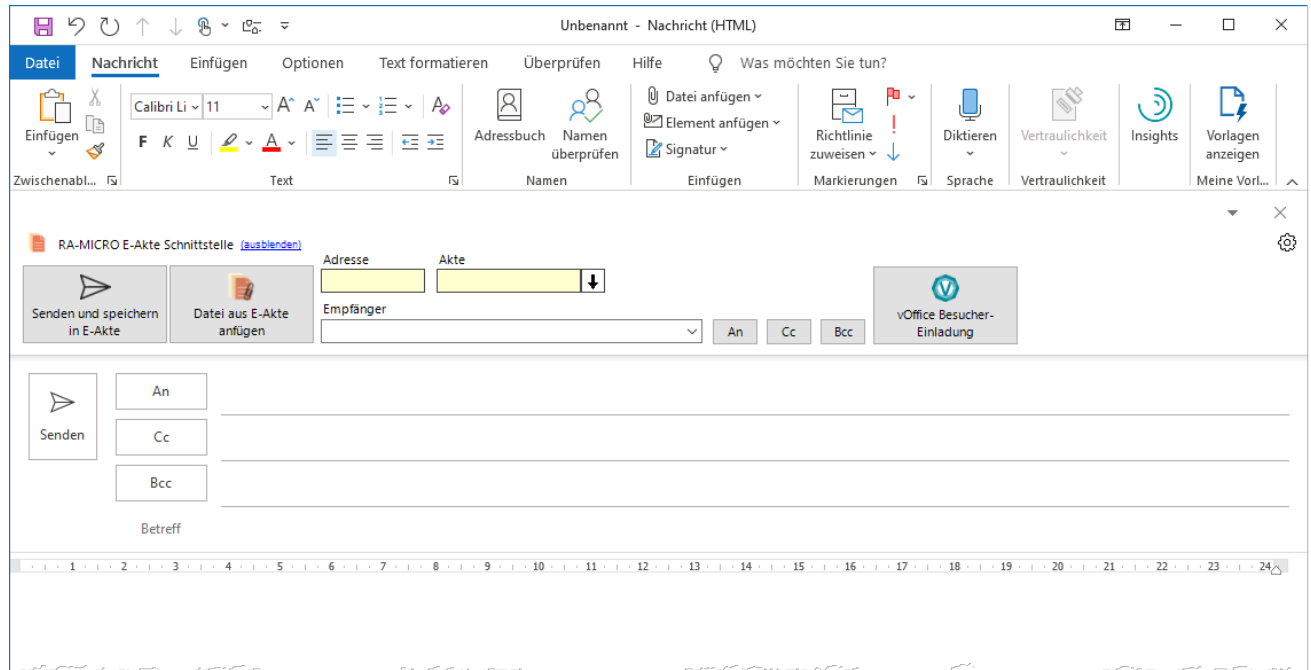 Unbenannt - Nachricht (HTML)
Datei Nachricht Einfügen Optionen Text formatieren Überprüfen Hilfe Was möchten Sie tun?
Einfügen
Calibri Li 11
F K U
Adressbuch
Namen überprüfen
Datei anfügen
Element anfügen
Signatur
Richtlinie zuweisen
Diktieren
Vertraulichkeit
Insights
Vorlagen anzeigen
Zwischenabl... Text Namen Einfügen Markierungen Sprache Vertraulichkeit Meine Vorl...
RA-MICRO E-Akte Schnittstelle (ausblenden)
Senden und speichern
in E-Akte
Datei aus E-Akte
anfügen
Adresse Akte
Empfänger
An Cc Bcc
vOffice Besucher-
Einladung
Senden
An
Cc
Bcc
Betreff
1 2 3 4 5 6 7 8 9 10 11 12 13 14 15 16 17 18 19 20 21 22 23 24